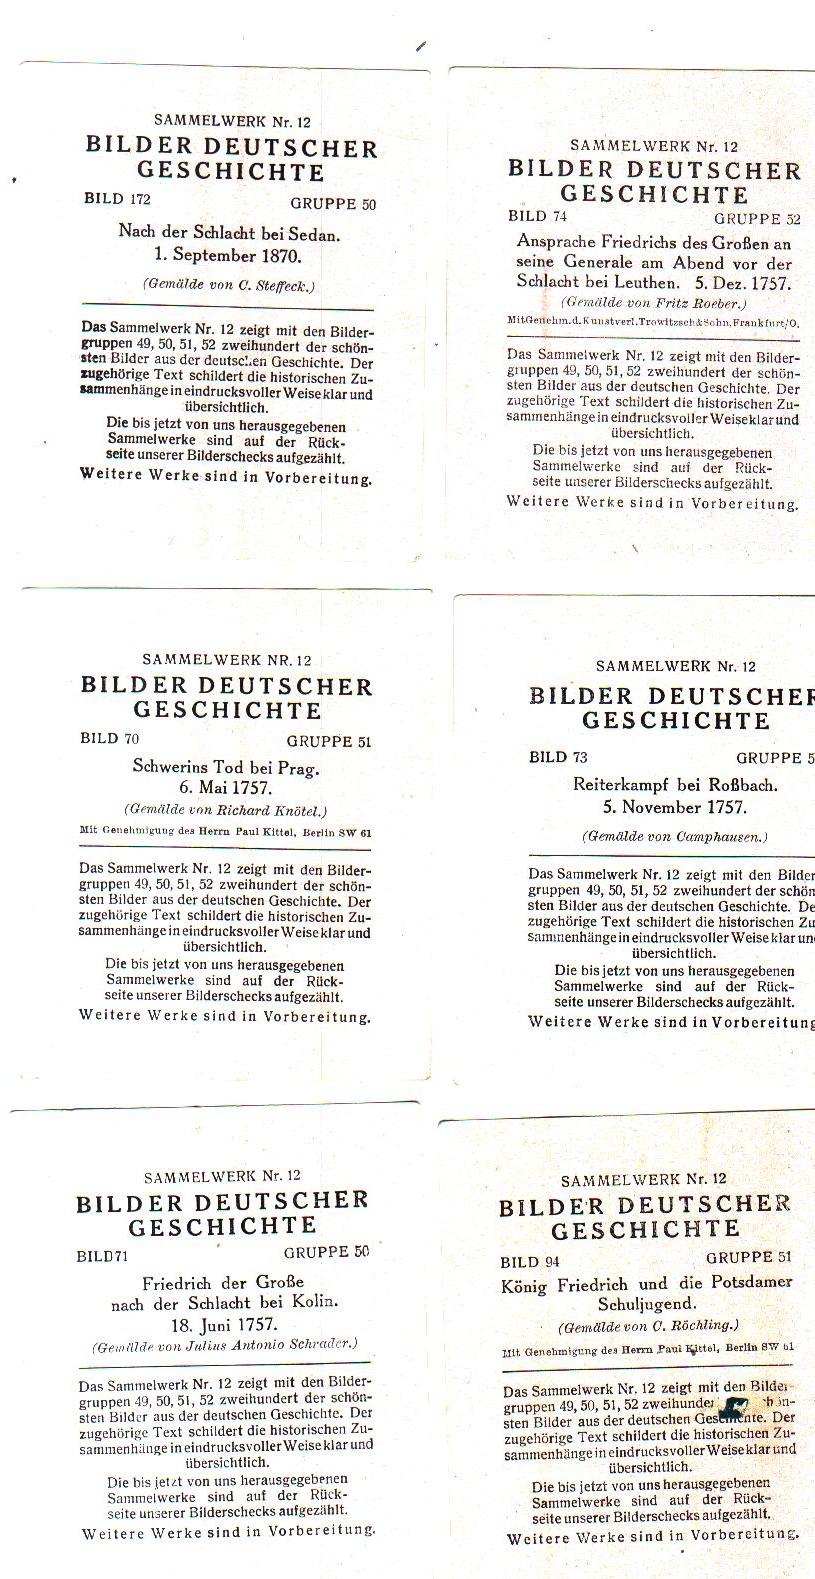 SAMMELWERK Nr. 12
BILDER DEUTSCHER
GESCHICHTE
BILD 172 GRUPPE 50
Nach der Schlacht bei Sedan.
1. September 1870.
(Gemälde von C. Steffeck.)
Das Sammelwerk Nr. 12 zeigt mit den Bilder-
gruppen 49, 50, 51, 52 zweihundert der schön-
sten Bilder aus der deutschen Geschichte. Der
zugehörige Text schildert die historischen Zu-
sammenhänge in eindrucksvoller Weise klar und
übersichtlich.
Die bis jetzt von uns herausgegebenen
Sammelwerke sind auf der Rück-
seite unserer Bilderschecks aufgezählt.
Weitere Werke sind in Vorbereitung.
SAMMELWERK Nr. 12
BILDER DEUTSCHER
GESCHICHTE
BILD 74 GRUPPE 52
Ansprache Friedrichs des Großen an
seine Generale am Abend vor der
Schlacht bei Leuthen. 5. Dez. 1757.
(Gemälde von Fritz Roeber.)
Mit Genehm. d. Kunstverl. Trowitzsch & Sohn, Frankfurt/O.
Das Sammelwerk Nr. 12 zeigt mit den Bilder-
gruppen 49, 50, 51, 52 zweihundert der schön-
sten Bilder aus der deutschen Geschichte. Der
zugehörige Text schildert die historischen Zu-
sammenhänge in eindrucksvoller Weise klar und
übersichtlich.
Die bis jetzt von uns herausgegebenen
Sammelwerke sind auf der Rück-
seite unserer Bilderschecks aufgezählt.
Weitere Werke sind in Vorbereitung.
SAMMELWERK NR. 12
BILDER DEUTSCHER
GESCHICHTE
BILD 70 GRUPPE 51
Schwerins Tod bei Prag.
6. Mai 1757.
(Gemälde von Richard Knötel.)
Mit Genehmigung des Herrn Paul Kittel, Berlin SW 61
Das Sammelwerk Nr. 12 zeigt mit den Bilder-
gruppen 49, 50, 51, 52 zweihundert der schön-
sten Bilder aus der deutschen Geschichte. Der
zugehörige Text schildert die historischen Zu-
sammenhänge in eindrucksvoller Weise klar und
übersichtlich.
Die bis jetzt von uns herausgegebenen
Sammelwerke sind auf der Rück-
seite unserer Bilderschecks aufgezählt.
Weitere Werke sind in Vorbereitung.
SAMMELWERK Nr. 12
BILDER DEUTSCHER
GESCHICHTE
BILD 73 GRUPPE 5
Reiterkampf bei Roßbach.
5. November 1757.
(Gemälde von Camphausen.)
Das Sammelwerk Nr. 12 zeigt mit den Bilder
gruppen 49, 50, 51, 52 zweihundert der schön
sten Bilder aus der deutschen Geschichte. De
zugehörige Text schildert die historischen Zu
sammenhänge in eindrucksvoller Weise klar un
übersichtlich.
Die bis jetzt von uns herausgegebenen
Sammelwerke sind auf der Rück-
seite unserer Bilderschecks aufgezählt.
Weitere Werke sind in Vorbereitung
SAMMELWERK Nr. 12
BILDER DEUTSCHER
GESCHICHTE
BILD 71 GRUPPE 50
Friedrich der Große
nach der Schlacht bei Kolin.
18. Juni 1757.
(Gemälde von Julius Antonio Schrader.)
Das Sammelwerk Nr. 12 zeigt mit den Bilder-
gruppen 49, 50, 51, 52 zweihundert der schön-
sten Bilder aus der deutschen Geschichte. Der
zugehörige Text schildert die historischen Zu-
sammenhänge in eindrucksvoller Weise klar und
übersichtlich.
Die bis jetzt von uns herausgegebenen
Sammelwerke sind auf der Rück-
seite unserer Bilderschecks aufgezählt.
Weitere Werke sind in Vorbereitung.
SAMMELWERK Nr. 12
BILDER DEUTSCHER
GESCHICHTE
BILD 94 GRUPPE 51
König Friedrich und die Potsdamer
Schuljugend.
(Gemälde von C. Röchling.)
Mit Genehmigung des Herrn Paul Kittel, Berlin SW 61
Das Sammelwerk Nr. 12 zeigt mit den Bilder-
gruppen 49, 50, 51, 52
sten Bilder aus der deutschen Geschichte. Der
zugehörige Text schildert die historischen Zu-
sammenhänge in eindrucksvoller Weise klar und
übersichtlich.
Die bis jetzt von uns herausgegebenen
Sammelwerke sind auf der Rück-
seite unserer Bilderschecks aufgezählt.
Weitere Werke sind in Vorbereitung.